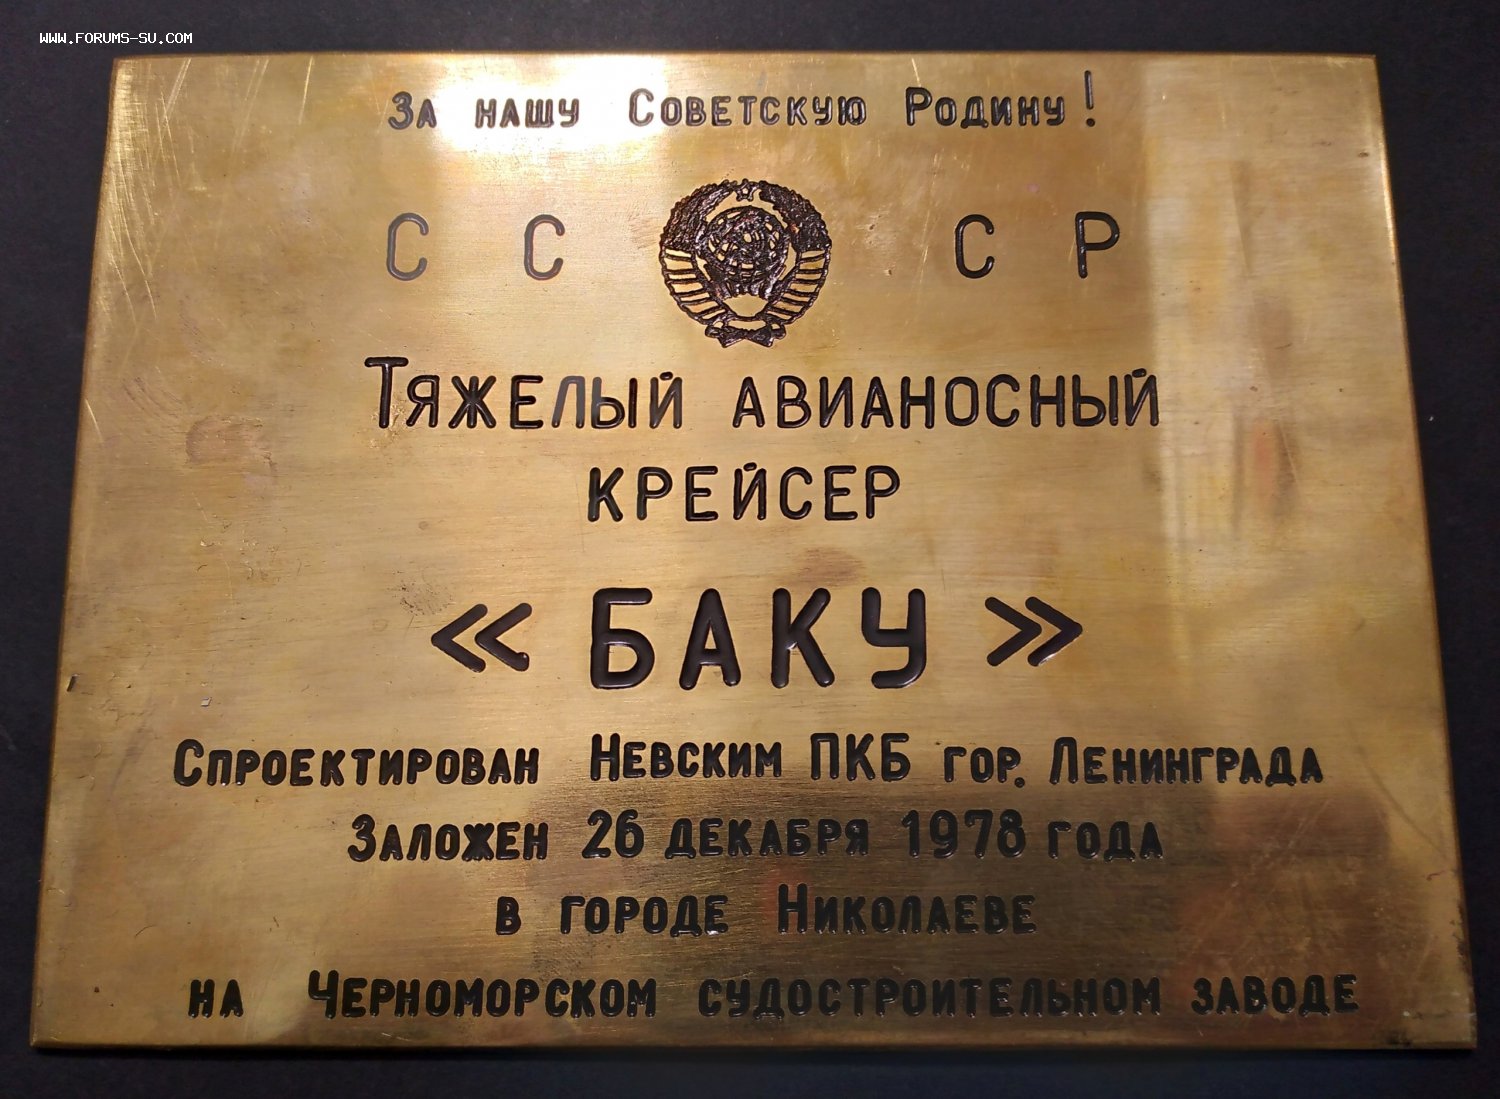 WWW.FORUMS-SU.COM
За нашу Советскую Родину!
СС СР
Тяжелый авианосный
крейсер
«БАКУ»
Спроектирован Невским ПКБ гор. Ленинграда
Заложен 26 декабря 1978 года
в городе Николаеве
на Черноморском судостроительном заводе